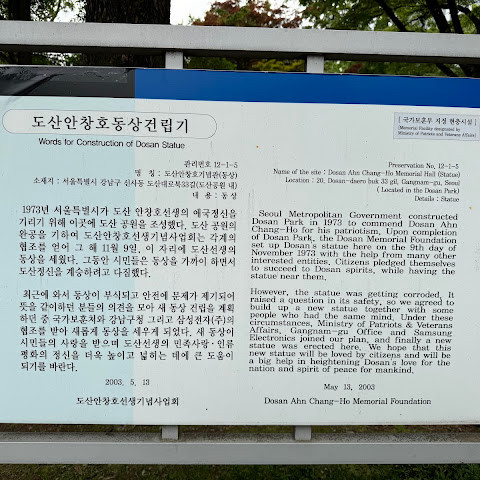 국가보훈부 지정 현충시설
[Memorial Facility designated by
Ministry of Patriots and Veterans Affairs]
도산안창호동상건립기
Words for Construction of Dosan Statue
관리번호 12-1-5
명 칭 : 도산안창호기념관(동상)
소재지 : 서울특별시 강남구 신사동 도산대로복33길(도산공원 내)
내 용 : 동상
1973년 서울특별시가 도산 안창호선생의 애국정신을
기리기 위해 이곳에 도산 공원을 조성했다. 도산 공원의
완공을 기하여 도산안창호선생기념사업회는 각계의
협조를 얻어 그 해 11월 9일, 이 자리에 도산선생의
동상을 세웠다. 그동안 시민들은 동상을 가까이 하면서
도산정신을 계승하려고 다짐했다.
최근에 와서 동상이 부식되고 안전에 문제가 제기되어
뜻을 같이하던 분들의 의견을 모아 새 동상 건립을 계획
하던 중 국가보훈처와 강남구청 그리고 삼성전자(주)의
협조를 받아 새롭게 동상을 세우게 되었다. 새 동상이
시민들의 사랑을 받으며 도산선생의 민족사랑·인류
평화의 정신을 더욱 높이고 넓히는 데에 큰 도움이
되기를 바란다.
2003. 5. 13
도산안창호선생기념사업회
Preservation No. 12-1-5
Name of the site : Dosan Ahn Chang-Ho Memorial Hall (Statue)
Location : 20, Dosan-daero buk 33 gil, Gangnam-gu, Seoul
(Located in the Dosan Park)
Details : Statue
Seoul Metropolitan Government constructed
Dosan Park in 1973 to commend Dosan Ahn
Chang-Ho for his patriotism. Upon completion
of Dosan Park, the Dosan Memorial Foundation
set up Dosan's statue here on the 9th day of
November 1973 with the help from many other
interested entities. Citizens pledged themselves
to succeed to Dosan spirits, while having the
statue near them.
However, the statue was getting corroded. It
raised a question in its safety, so we agreed to
build up a new statue together with some
people who had the same mind. Under these
circumstances, Ministry of Patriots & Veterans
Affairs, Gangnam-gu Office and Samsung
Electronics joined our plan, and finally a new
statue was erected here. We hope that this
new statue will be loved by citizens and will be
a big help in heightening Dosan's love for the
nation and spirit of peace for mankind.
May 13, 2003
Dosan Ahn Chang-Ho Memorial Foundation